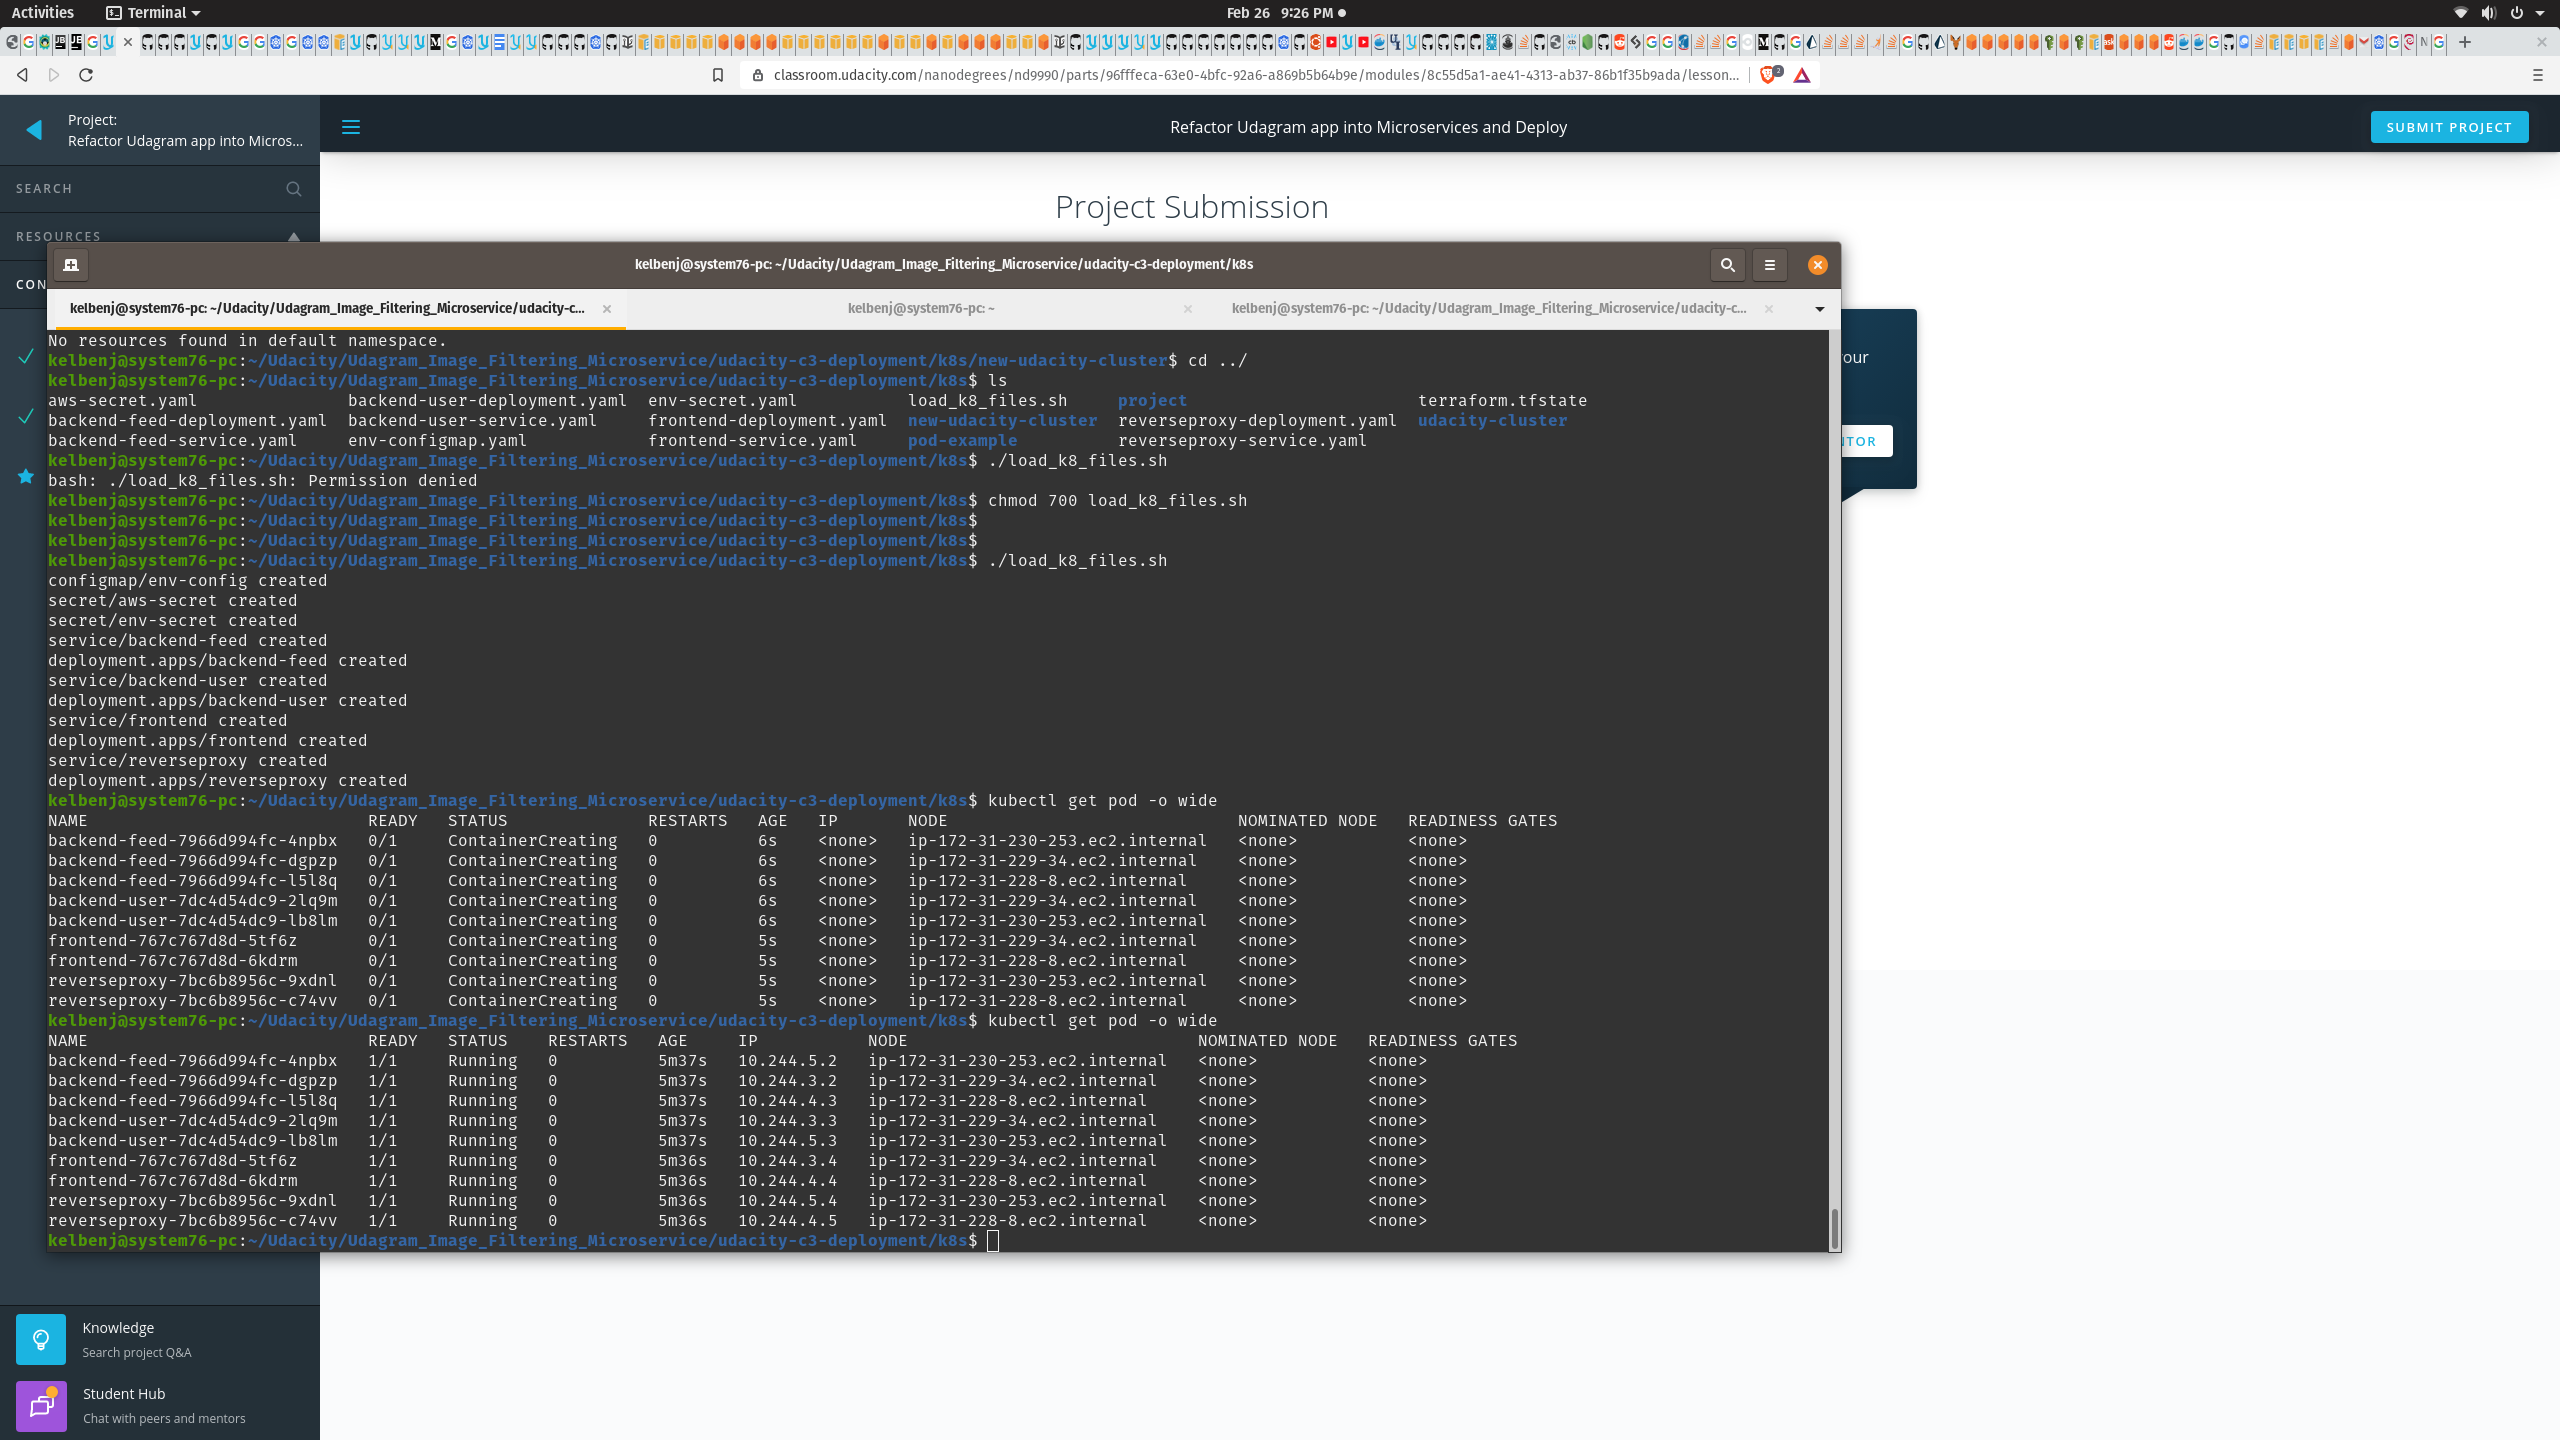 Activities
Terminal
Feb 26 9:26 PM
classroom.udacity.com/nanodegrees/nd9990/parts/96fffeca-63e0-4bfc-92a6-a869b5b64b9e/modules/8c55d5a1-ae41-4313-ab37-86b1f35b9ada/lesson...
2
Project:
Refactor Udagram app into Micros...
Refactor Udagram app into Microservices and Deploy
SUBMIT PROJECT
SEARCH
RESOURCES
CON
Project Submission
your
NTOR
kelbenj@system76-pc: ~/Udacity/Udagram_Image_Filtering_Microservice/udacity-c3-deployment/k8s
kelbenj@system76-pc: ~/Udacity/Udagram_Image_Filtering_Microservice/udacity-c...
kelbenj@system76-pc: ~
kelbenj@system76-pc: ~/Udacity/Udagram_Image_Filtering_Microservice/udacity-c...
No resources found in default namespace.
kelbenj@system76-pc:~/Udacity/Udagram_Image_Filtering_Microservice/udacity-c3-deployment/k8s/new-udacity-cluster$ cd ../
kelbenj@system76-pc:~/Udacity/Udagram_Image_Filtering_Microservice/udacity-c3-deployment/k8s$ ls
aws-secret.yaml backend-user-deployment.yaml env-secret.yaml load_k8_files.sh project terraform.tfstate
backend-feed-deployment.yaml backend-user-service.yaml frontend-deployment.yaml new-udacity-cluster reverseproxy-deployment.yaml udacity-cluster
backend-feed-service.yaml env-configmap.yaml frontend-service.yaml pod-example reverseproxy-service.yaml
kelbenj@system76-pc:~/Udacity/Udagram_Image_Filtering_Microservice/udacity-c3-deployment/k8s$ ./load_k8_files.sh
bash: ./load_k8_files.sh: Permission denied
kelbenj@system76-pc:~/Udacity/Udagram_Image_Filtering_Microservice/udacity-c3-deployment/k8s$ chmod 700 load_k8_files.sh
kelbenj@system76-pc:~/Udacity/Udagram_Image_Filtering_Microservice/udacity-c3-deployment/k8s$
kelbenj@system76-pc:~/Udacity/Udagram_Image_Filtering_Microservice/udacity-c3-deployment/k8s$
kelbenj@system76-pc:~/Udacity/Udagram_Image_Filtering_Microservice/udacity-c3-deployment/k8s$ ./load_k8_files.sh
configmap/env-config created
secret/aws-secret created
secret/env-secret created
service/backend-feed created
deployment.apps/backend-feed created
service/backend-user created
deployment.apps/backend-user created
service/frontend created
deployment.apps/frontend created
service/reverseproxy created
deployment.apps/reverseproxy created
kelbenj@system76-pc:~/Udacity/Udagram_Image_Filtering_Microservice/udacity-c3-deployment/k8s$ kubectl get pod -o wide
NAME READY STATUS RESTARTS AGE IP NODE NOMINATED NODE READINESS GATES
backend-feed-7966d994fc-4npbx 0/1 ContainerCreating 0 6s <none> ip-172-31-230-253.ec2.internal <none> <none>
backend-feed-7966d994fc-dgpzp 0/1 ContainerCreating 0 6s <none> ip-172-31-229-34.ec2.internal <none> <none>
backend-feed-7966d994fc-l5l8q 0/1 ContainerCreating 0 6s <none> ip-172-31-228-8.ec2.internal <none> <none>
backend-user-7dc4d54dc9-2lq9m 0/1 ContainerCreating 0 6s <none> ip-172-31-229-34.ec2.internal <none> <none>
backend-user-7dc4d54dc9-lb8lm 0/1 ContainerCreating 0 6s <none> ip-172-31-230-253.ec2.internal <none> <none>
frontend-767c767d8d-5tf6z 0/1 ContainerCreating 0 5s <none> ip-172-31-229-34.ec2.internal <none> <none>
frontend-767c767d8d-6kdrm 0/1 ContainerCreating 0 5s <none> ip-172-31-228-8.ec2.internal <none> <none>
reverseproxy-7bc6b8956c-9xdnl 0/1 ContainerCreating 0 5s <none> ip-172-31-230-253.ec2.internal <none> <none>
reverseproxy-7bc6b8956c-c74vv 0/1 ContainerCreating 0 5s <none> ip-172-31-228-8.ec2.internal <none> <none>
kelbenj@system76-pc:~/Udacity/Udagram_Image_Filtering_Microservice/udacity-c3-deployment/k8s$ kubectl get pod -o wide
NAME READY STATUS RESTARTS AGE IP NODE NOMINATED NODE READINESS GATES
backend-feed-7966d994fc-4npbx 1/1 Running 0 5m37s 10.244.5.2 ip-172-31-230-253.ec2.internal <none> <none>
backend-feed-7966d994fc-dgpzp 1/1 Running 0 5m37s 10.244.3.2 ip-172-31-229-34.ec2.internal <none> <none>
backend-feed-7966d994fc-l5l8q 1/1 Running 0 5m37s 10.244.4.3 ip-172-31-228-8.ec2.internal <none> <none>
backend-user-7dc4d54dc9-2lq9m 1/1 Running 0 5m37s 10.244.3.3 ip-172-31-229-34.ec2.internal <none> <none>
backend-user-7dc4d54dc9-lb8lm 1/1 Running 0 5m37s 10.244.5.3 ip-172-31-230-253.ec2.internal <none> <none>
frontend-767c767d8d-5tf6z 1/1 Running 0 5m36s 10.244.3.4 ip-172-31-229-34.ec2.internal <none> <none>
frontend-767c767d8d-6kdrm 1/1 Running 0 5m36s 10.244.4.4 ip-172-31-228-8.ec2.internal <none> <none>
reverseproxy-7bc6b8956c-9xdnl 1/1 Running 0 5m36s 10.244.5.4 ip-172-31-230-253.ec2.internal <none> <none>
reverseproxy-7bc6b8956c-c74vv 1/1 Running 0 5m36s 10.244.4.5 ip-172-31-228-8.ec2.internal <none> <none>
kelbenj@system76-pc:~/Udacity/Udagram_Image_Filtering_Microservice/udacity-c3-deployment/k8s$
Knowledge
Search project Q&A
Student Hub
Chat with peers and mentors